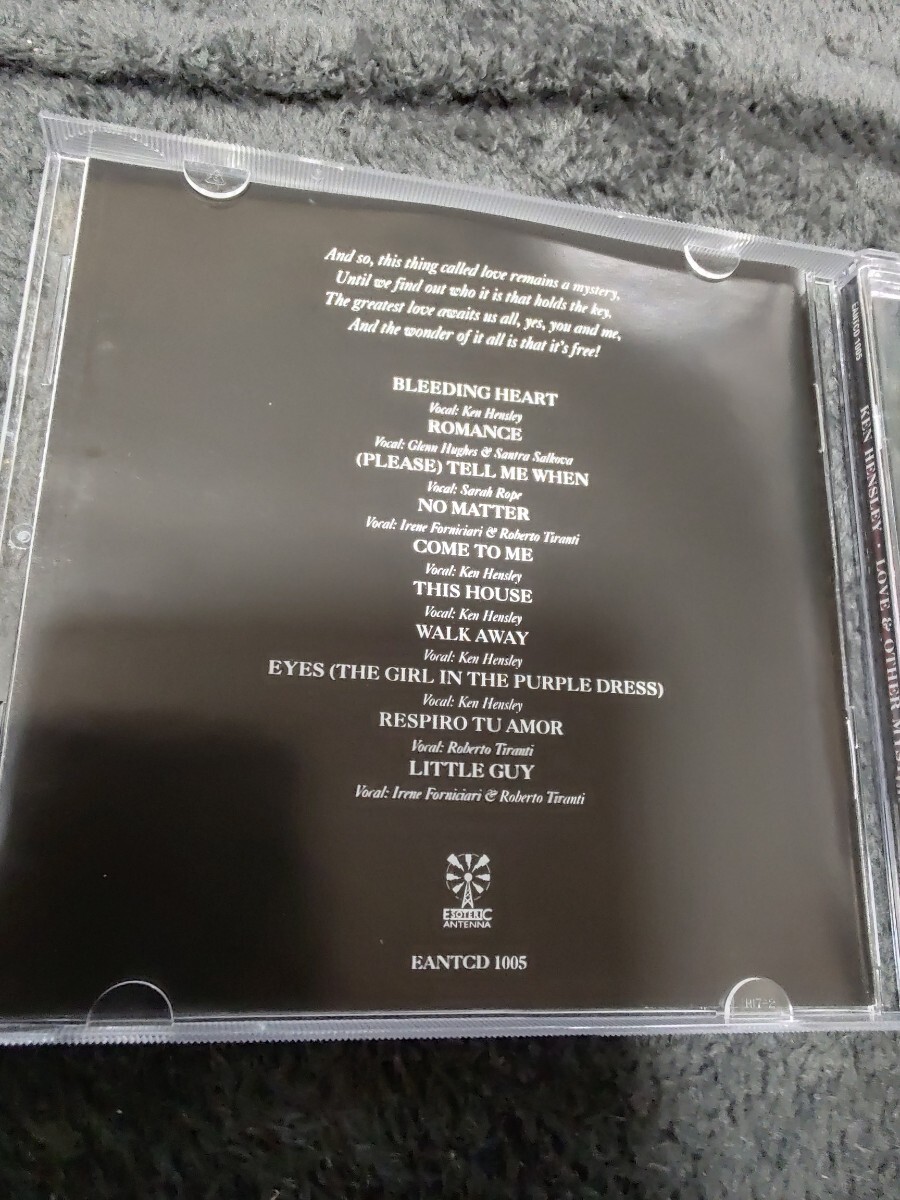 And so, this thing called love remains a mystery,
Until we find out who it is that holds the key,
The greatest love awaits us all, yes, you and me,
And the wonder of it all is that it's free!
BLEEDING HEART
Vocal: Ken Hensley
ROMANCE
Vocal: Glenn Hughes & Santra Salkova
(PLEASE) TELL ME WHEN
Vocal: Sarah Rope
NO MATTER
Vocal: Irene Forniciari & Roberto Tiranti
COME TO ME
Vocal: Ken Hensley
THIS HOUSE
Vocal: Ken Hensley
WALK AWAY
Vocal: Ken Hensley
EYES (THE GIRL IN THE PURPLE DRESS)
Vocal: Ken Hensley
RESPIRO TU AMOR
Vocal: Roberto Tiranti
LITTLE GUY
Vocal: Irene Forniciari & Roberto Tiranti
ESOTERIC
ANTENNA
EANTCD 1005
EANTCD 1005
KEN HENSLEY - LOVE & OTHER